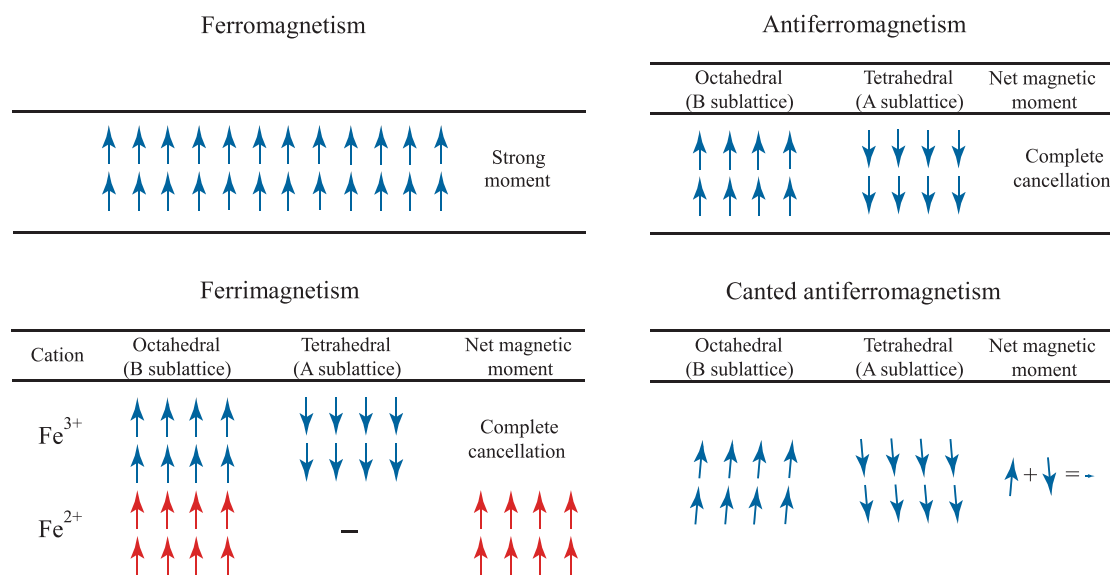 Ferromagnetism
Strong
moment
Antiferromagnetism
Octahedral
(B sublattice)
Tetrahedral
(A sublattice)
Net magnetic
moment
Complete
cancellation
Ferrimagnetism
Cation
Octahedral
(B sublattice)
Tetrahedral
(A sublattice)
Net magnetic
moment
Fe³⁺
Complete
cancellation
Fe²⁺
–
Canted antiferromagnetism
Octahedral
(B sublattice)
Tetrahedral
(A sublattice)
Net magnetic
moment
+ =